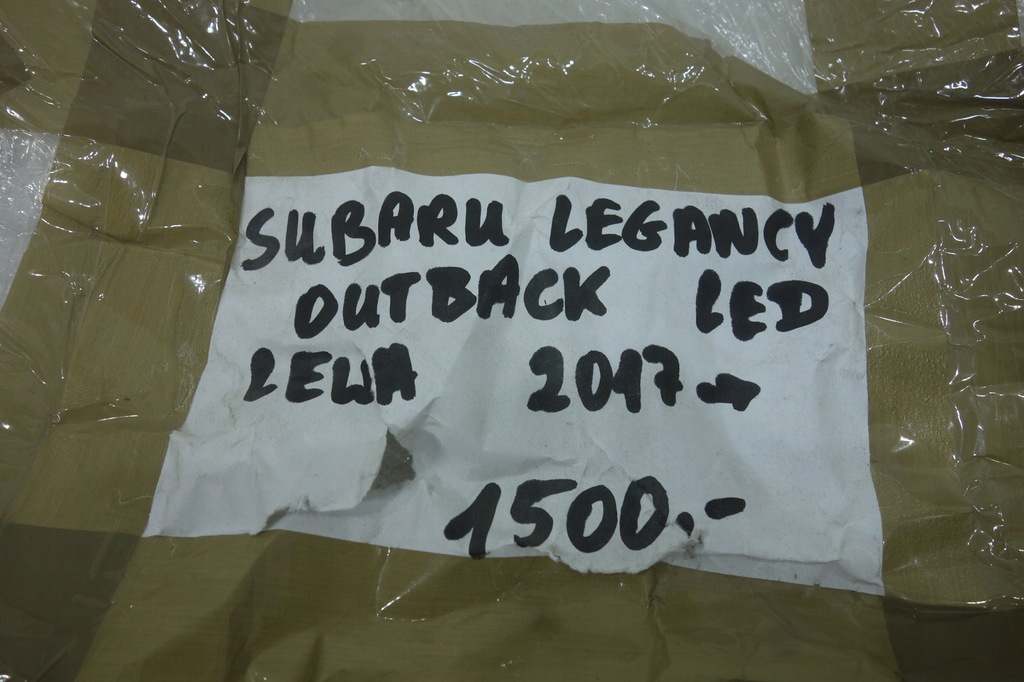 SUBARU LEGANCY
OUTBACK LED
LEWA 2017→
1500,-